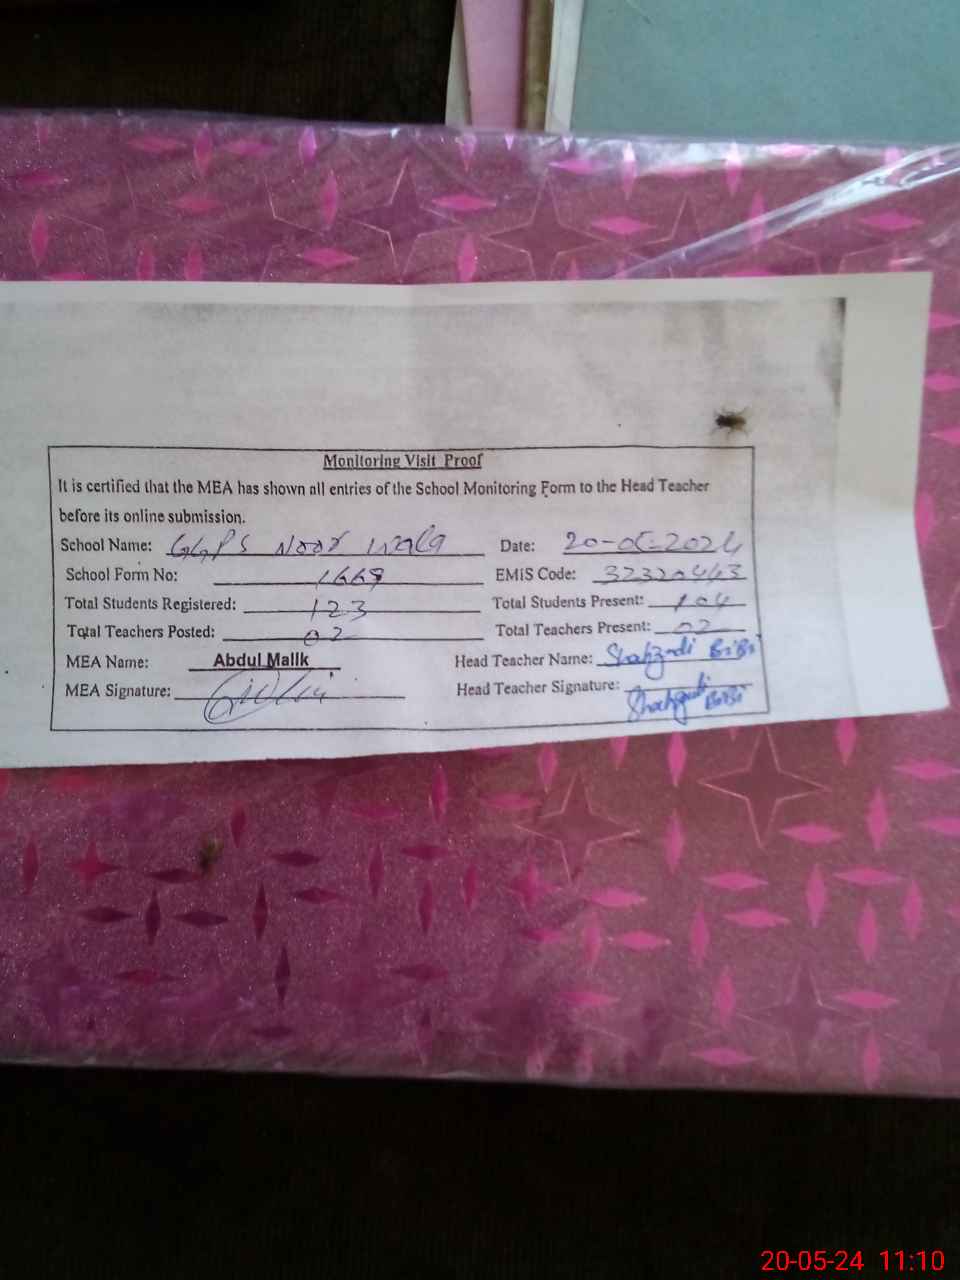 Monitoring Visit Proof
It is certified that the MEA has shown all entries of the School Monitoring Form to the Head Teacher
before its online submission.
School Name: GGPS Noor Wala Date: 20-05-2024
School Form No: 1669 EMIS Code: 32320443
Total Students Registered: 123 Total Students Present: 104
Total Teachers Posted: 02 Total Teachers Present: 02
MEA Name: Abdul Malik Head Teacher Name: Shahzadi BiBi
MEA Signature: Head Teacher Signature: Shahzadi BiBi
20-05-24 11:10